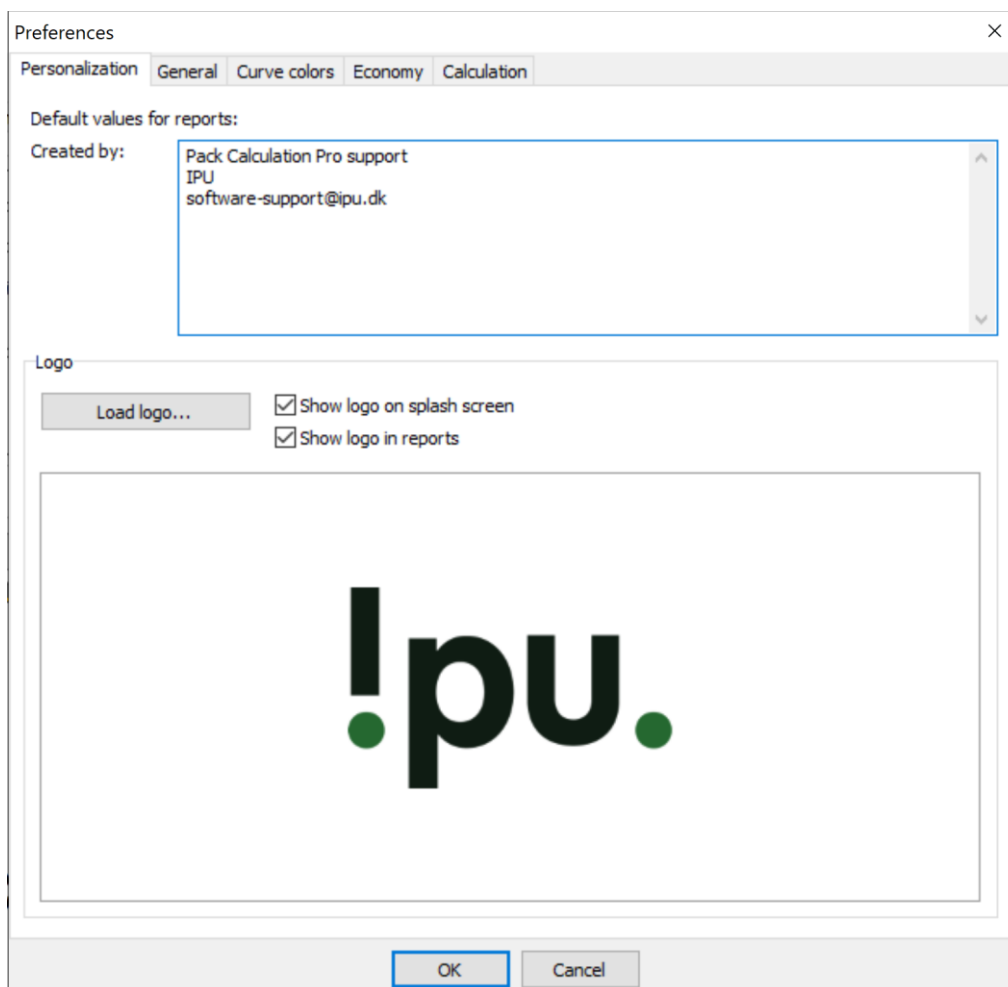 Preferences
Personalization General Curve colors Economy Calculation
Default values for reports:
Created by:
Pack Calculation Pro support
IPU
software-support@ipu.dk
Logo
Load logo...
Show logo on splash screen
Show logo in reports
!pu.
OK Cancel